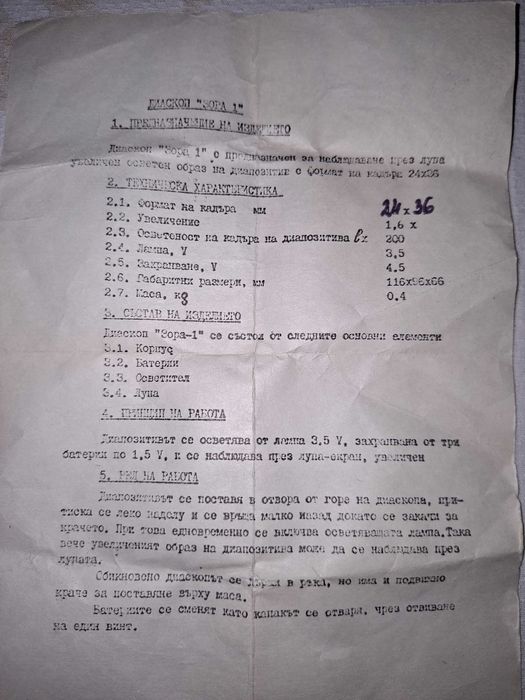 ДИАСКОП "ЗОРА 1"
1. ПРЕДНАЗНАЧЕНИЕ НА ИЗДЕЛИЕТО
Диаскоп "Зора 1" е предназначен за наблюдаване през лупа
увеличен осветен образ на диапозитив с формат на кадъра 24х36
2. ТЕХНИЧЕСКА ХАРАКТЕРИСТИКА
2.1. Формат на кадъра мм 24 х 36
2.2. Увеличение 1,6 х
2.3. Осветеност на кадъра на диапозитива lx 200
2.4. Лампа, V 3,5
2.5. Захранване, V 4.5
2.6. Габаритни размери, мм 116х96х66
2.7. Маса, кg 0.4
3. СЪСТАВ НА ИЗДЕЛИЕТО
Диаскоп "Зора-1" се състои от следните основни елементи
3.1. Корпус
3.2. Батерии
3.3. Осветител
3.4. Лупа
4. ПРИНЦИП НА РАБОТА
Диапозитивът се осветява от лампа 3,5 V, захранвана от три
батерии по 1,5 V, и се наблюдава през лупа-екран, увеличен
5. РЕД НА РАБОТА
Диапозитивът се поставя в отвора от горе на диаскопа, при-
тиска се леко надолу и се връща малко назад докато се закачи за
крачето. При това едновременно се включва осветяващата лампа.Така
вече увеличеният образ на диапозитива може да се наблюдава през
лупата.
Обикновено диаскопът се държи в ръка, но има и подвижно
краче за поставяне върху маса.
Батериите се сменят като капакът се отваря, чрез отвиване
на един винт.